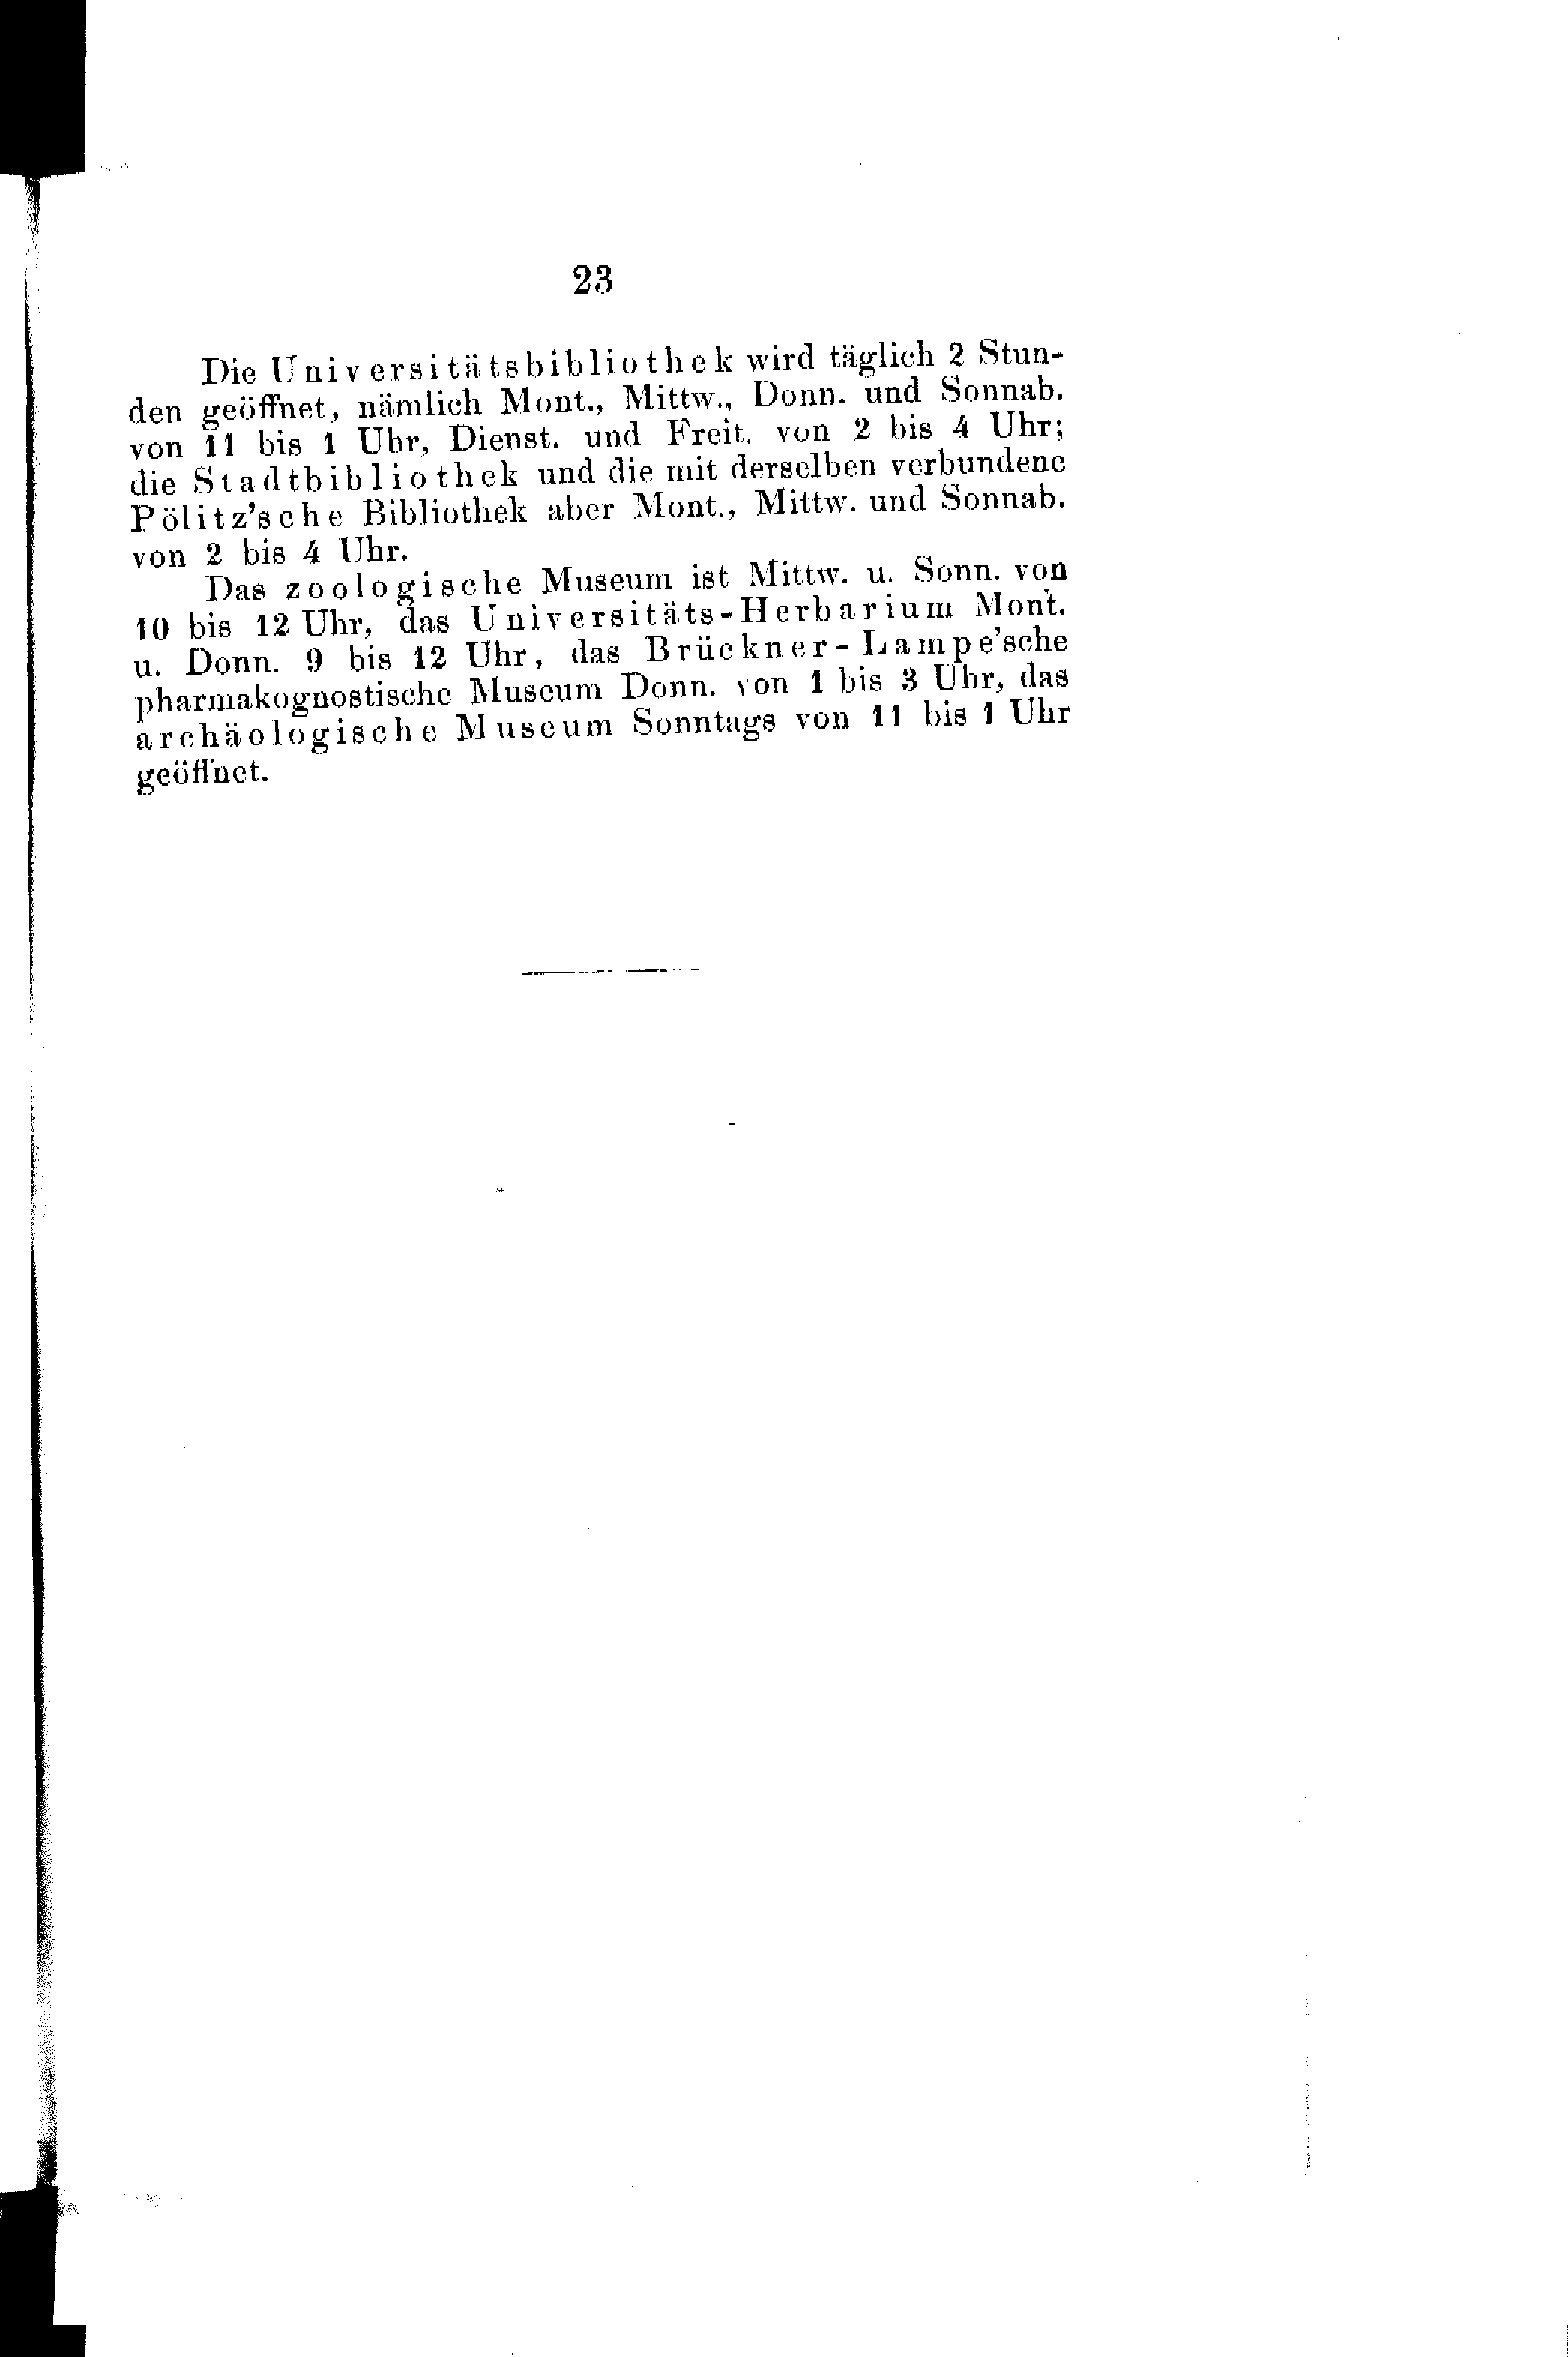 23
Die Universitätsbibliothek wird täglich 2 Stun-
den geöffnet, nämlich Mont., Mittw., Donn. und Sonnab.
von 11 bis 1 Uhr, Dienst. und Freit. von 2 bis 4 Uhr;
die Stadtbibliothek und die mit derselben verbundene
Pölitz'sche Bibliothek aber Mont., Mittw. und Sonnab.
von 2 bis 4 Uhr.
Das zoologische Museum ist Mittw. u. Sonn. von
10 bis 12 Uhr, das Universitäts-Herbarium Mont.
u. Donn. 9 bis 12 Uhr, das Brückner-Lampe'sche
pharmakognostische Museum Donn. von 1 bis 3 Uhr, das
archäologische Museum Sonntags von 11 bis 1 Uhr
geöffnet.